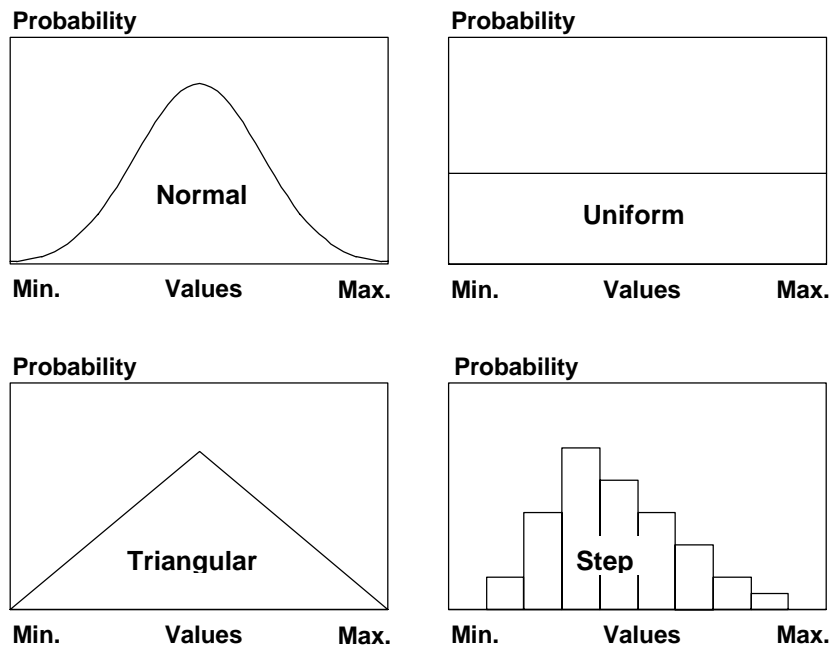 Probability
Normal
Min. Values Max.
Probability
Uniform
Min. Values Max.
Probability
Triangular
Min. Values Max.
Probability
Step
Min. Values Max.